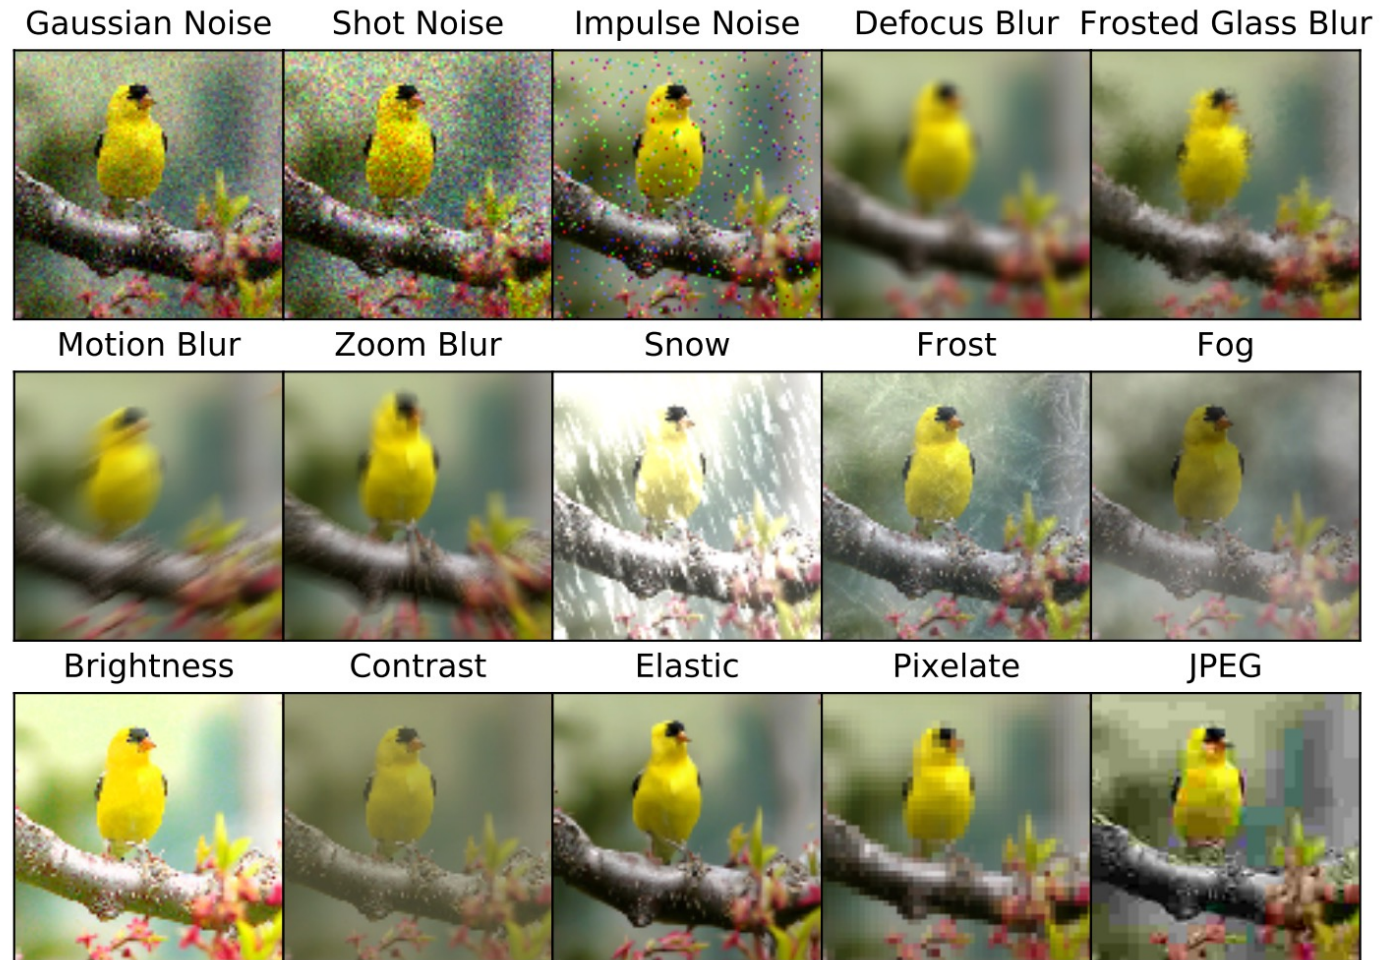 Gaussian Noise Shot Noise Impulse Noise Defocus Blur Frosted Glass Blur
Motion Blur Zoom Blur Snow Frost Fog
Brightness Contrast Elastic Pixelate JPEG